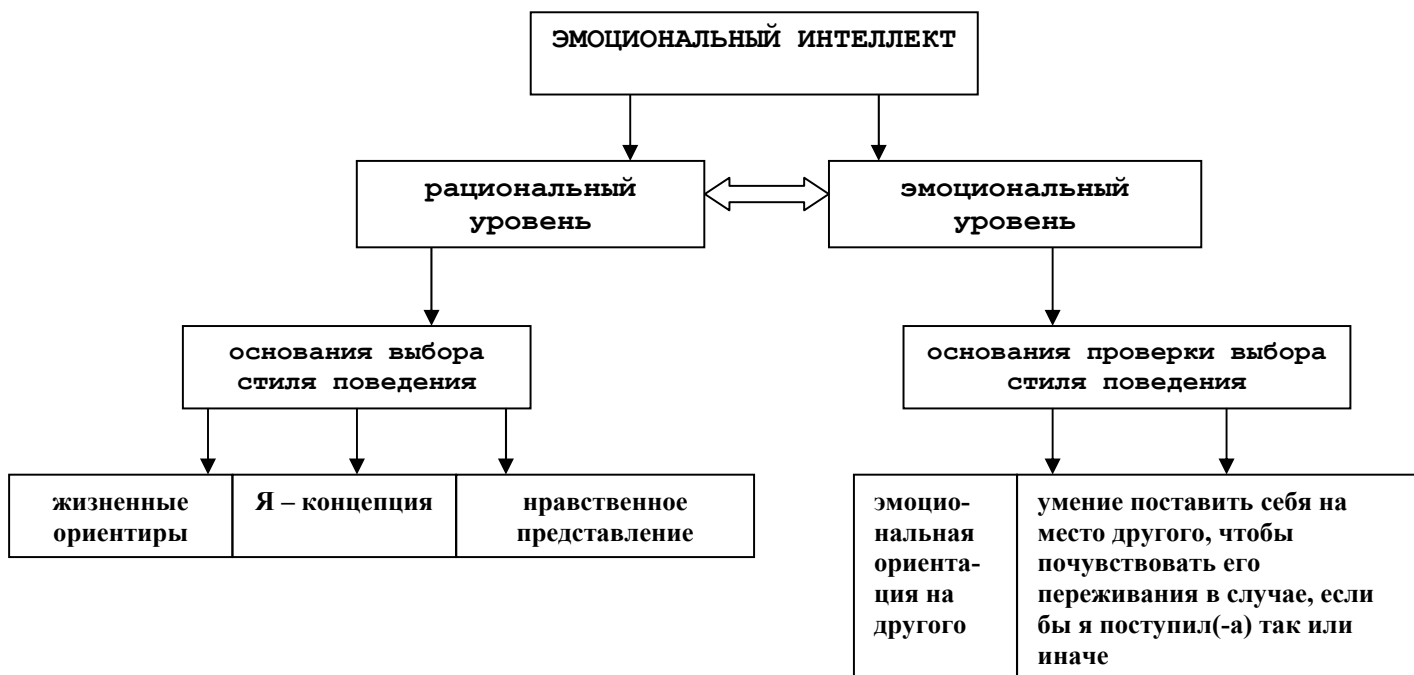 ЭМОЦИОНАЛЬНЫЙ ИНТЕЛЛЕКТ
рациональный
уровень
эмоциональный
уровень
основания выбора
стиля поведения
основания проверки выбора
стиля поведения
жизненные
ориентиры
Я – концепция
нравственное
представление
эмоцио-
нальная
ориента-
ция на
другого
умение поставить себя на
место другого, чтобы
почувствовать его
переживания в случае, если
бы я поступил(-а) так или
иначе